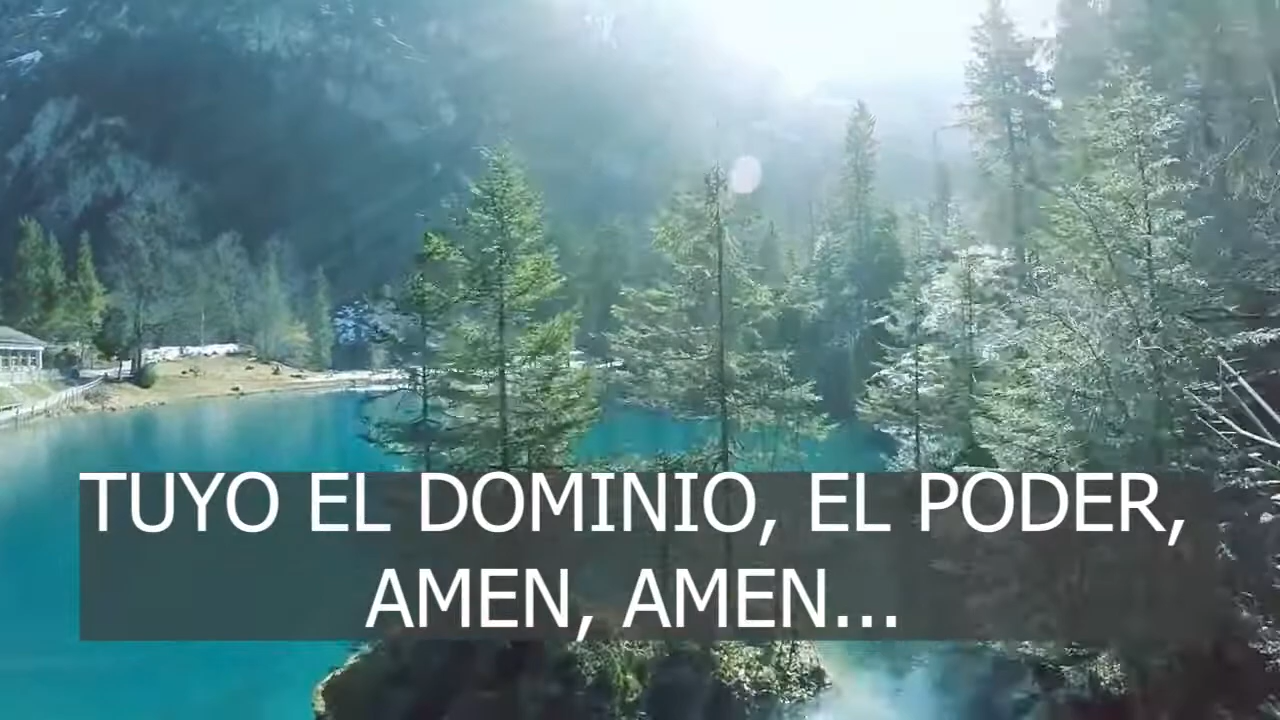 TUYO EL DOMINIO, EL PODER,
AMEN, AMEN...